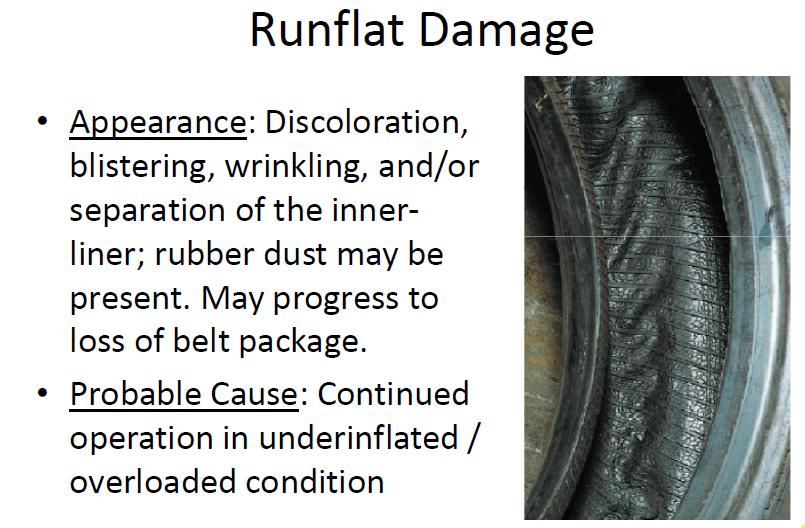 Runflat Damage
• Appearance: Discoloration,
blistering, wrinkling, and/or
separation of the inner-
liner; rubber dust may be
present. May progress to
loss of belt package.
• Probable Cause: Continued
operation in underinflated /
overloaded condition